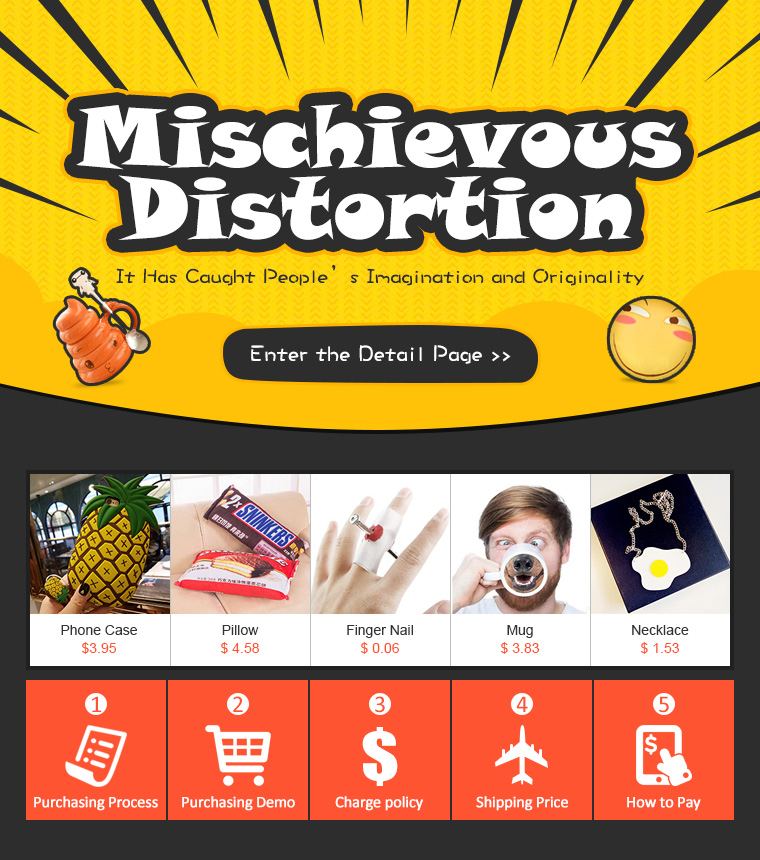 Mischievous
Distortion
It Has Caught People's Imagination and Originality
Enter the Detail Page >>
2x
SWNKERS
Phone Case
$3.95
Pillow
$ 4.58
Finger Nail
$ 0.06
Mug
$ 3.83
Necklace
$ 1.53
1
Purchasing Process
2
Purchasing Demo
3
$
Charge policy
4
Shipping Price
5
$
How to Pay